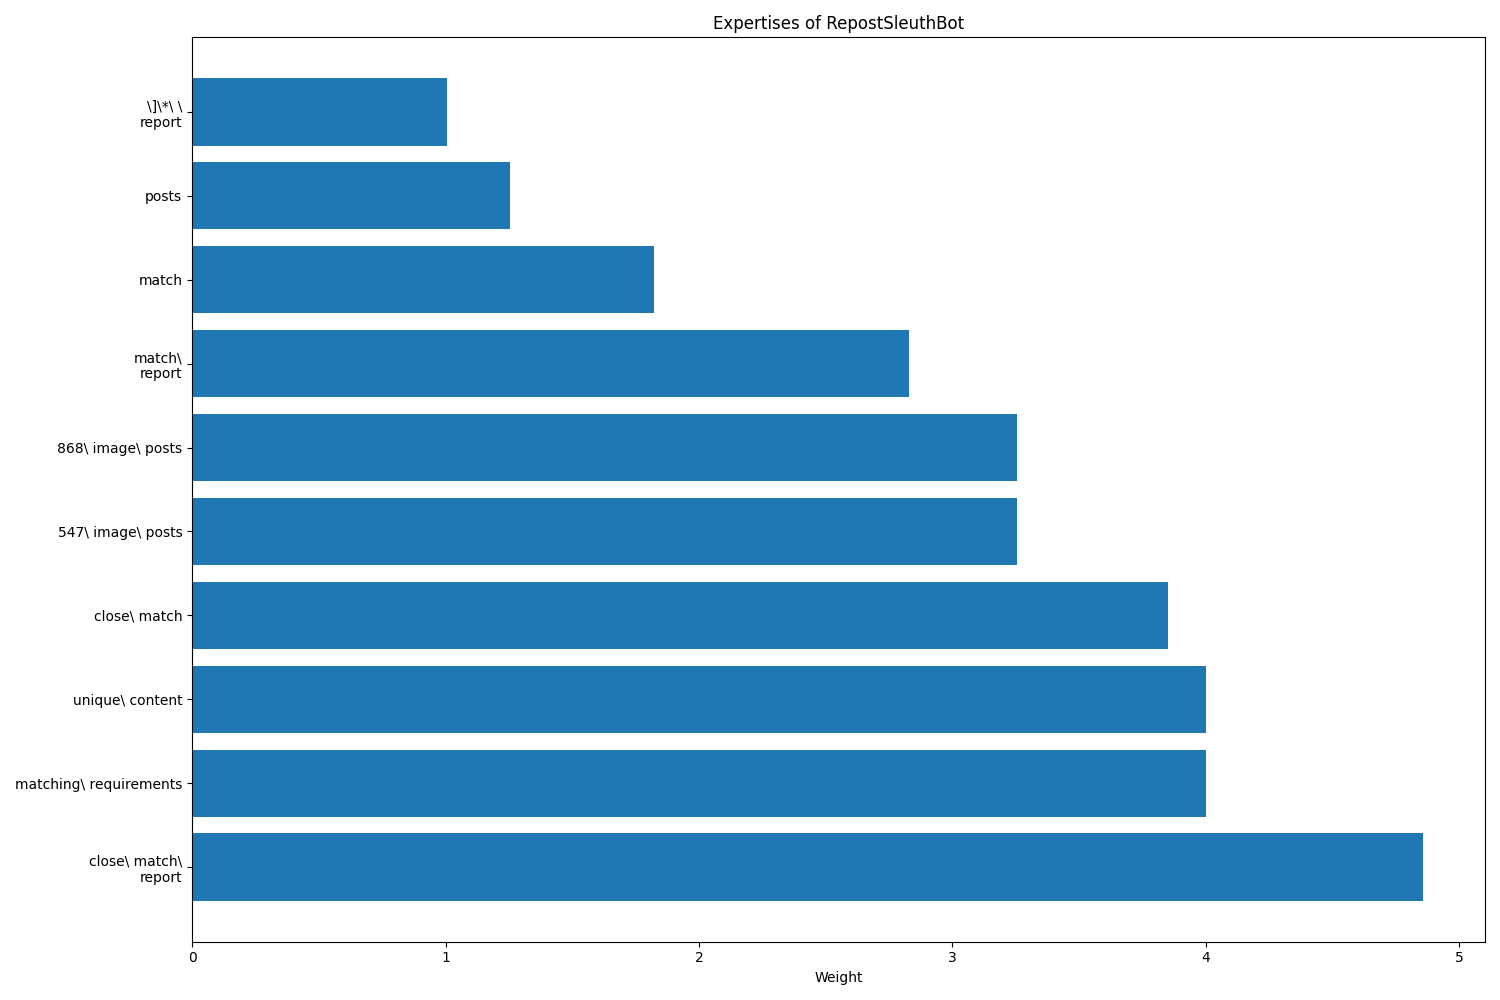 Expertises of RepostSleuthBot
\]\*\ \
report
posts
match
match\
report
868\ image\ posts
547\ image\ posts
close\ match
unique\ content
matching\ requirements
close\ match\
report
0 1 2 3 4 5
Weight